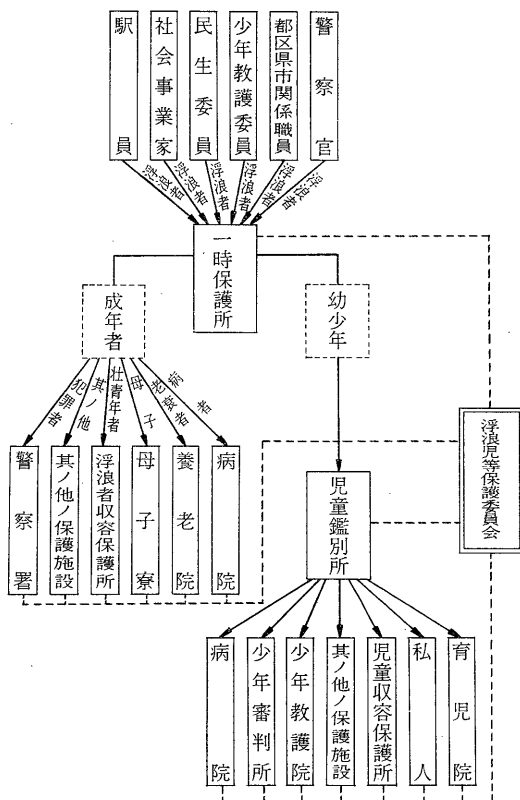 警察官
都区県市関係職員
少年教護委員
民生委員
社会事業家
駅員
浮浪者
浮浪者
浮浪者
浮浪者
浮浪者
浮浪者
一時保護所
幼少年
成年者
病者
老衰者
母子
壮青年者
其ノ他
犯罪者
浮浪児等保護委員会
病院
養老院
母子寮
浮浪者収容保護所
其ノ他ノ保護施設
警察署
児童鑑別所
育児院
私人
児童収容保護所
其ノ他ノ保護施設
少年教護院
少年審判所
病院